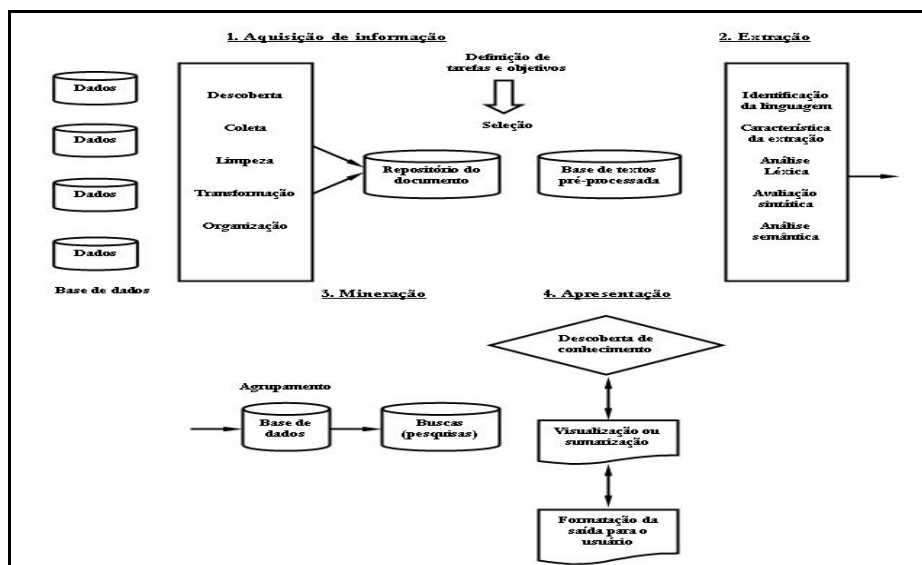 1. Aquisição de informação
2. Extração
Definição de
tarefas e objetivos
Seleção
Dados
Dados
Dados
Dados
Base de dados
Descoberta
Coleta
Limpeza
Transformação
Organização
Repositório do
documento
Base de textos
pré-processada
Identificação
da linguagem
Característica
da extração
Análise
Léxica
Avaliação
sintática
Análise
semântica
3. Mineração
4. Apresentação
Agrupamento
Base de
dados
Buscas
(pesquisas)
Descoberta de
conhecimento
Visualização ou
sumarização
Formatação da
saída para o
usuário